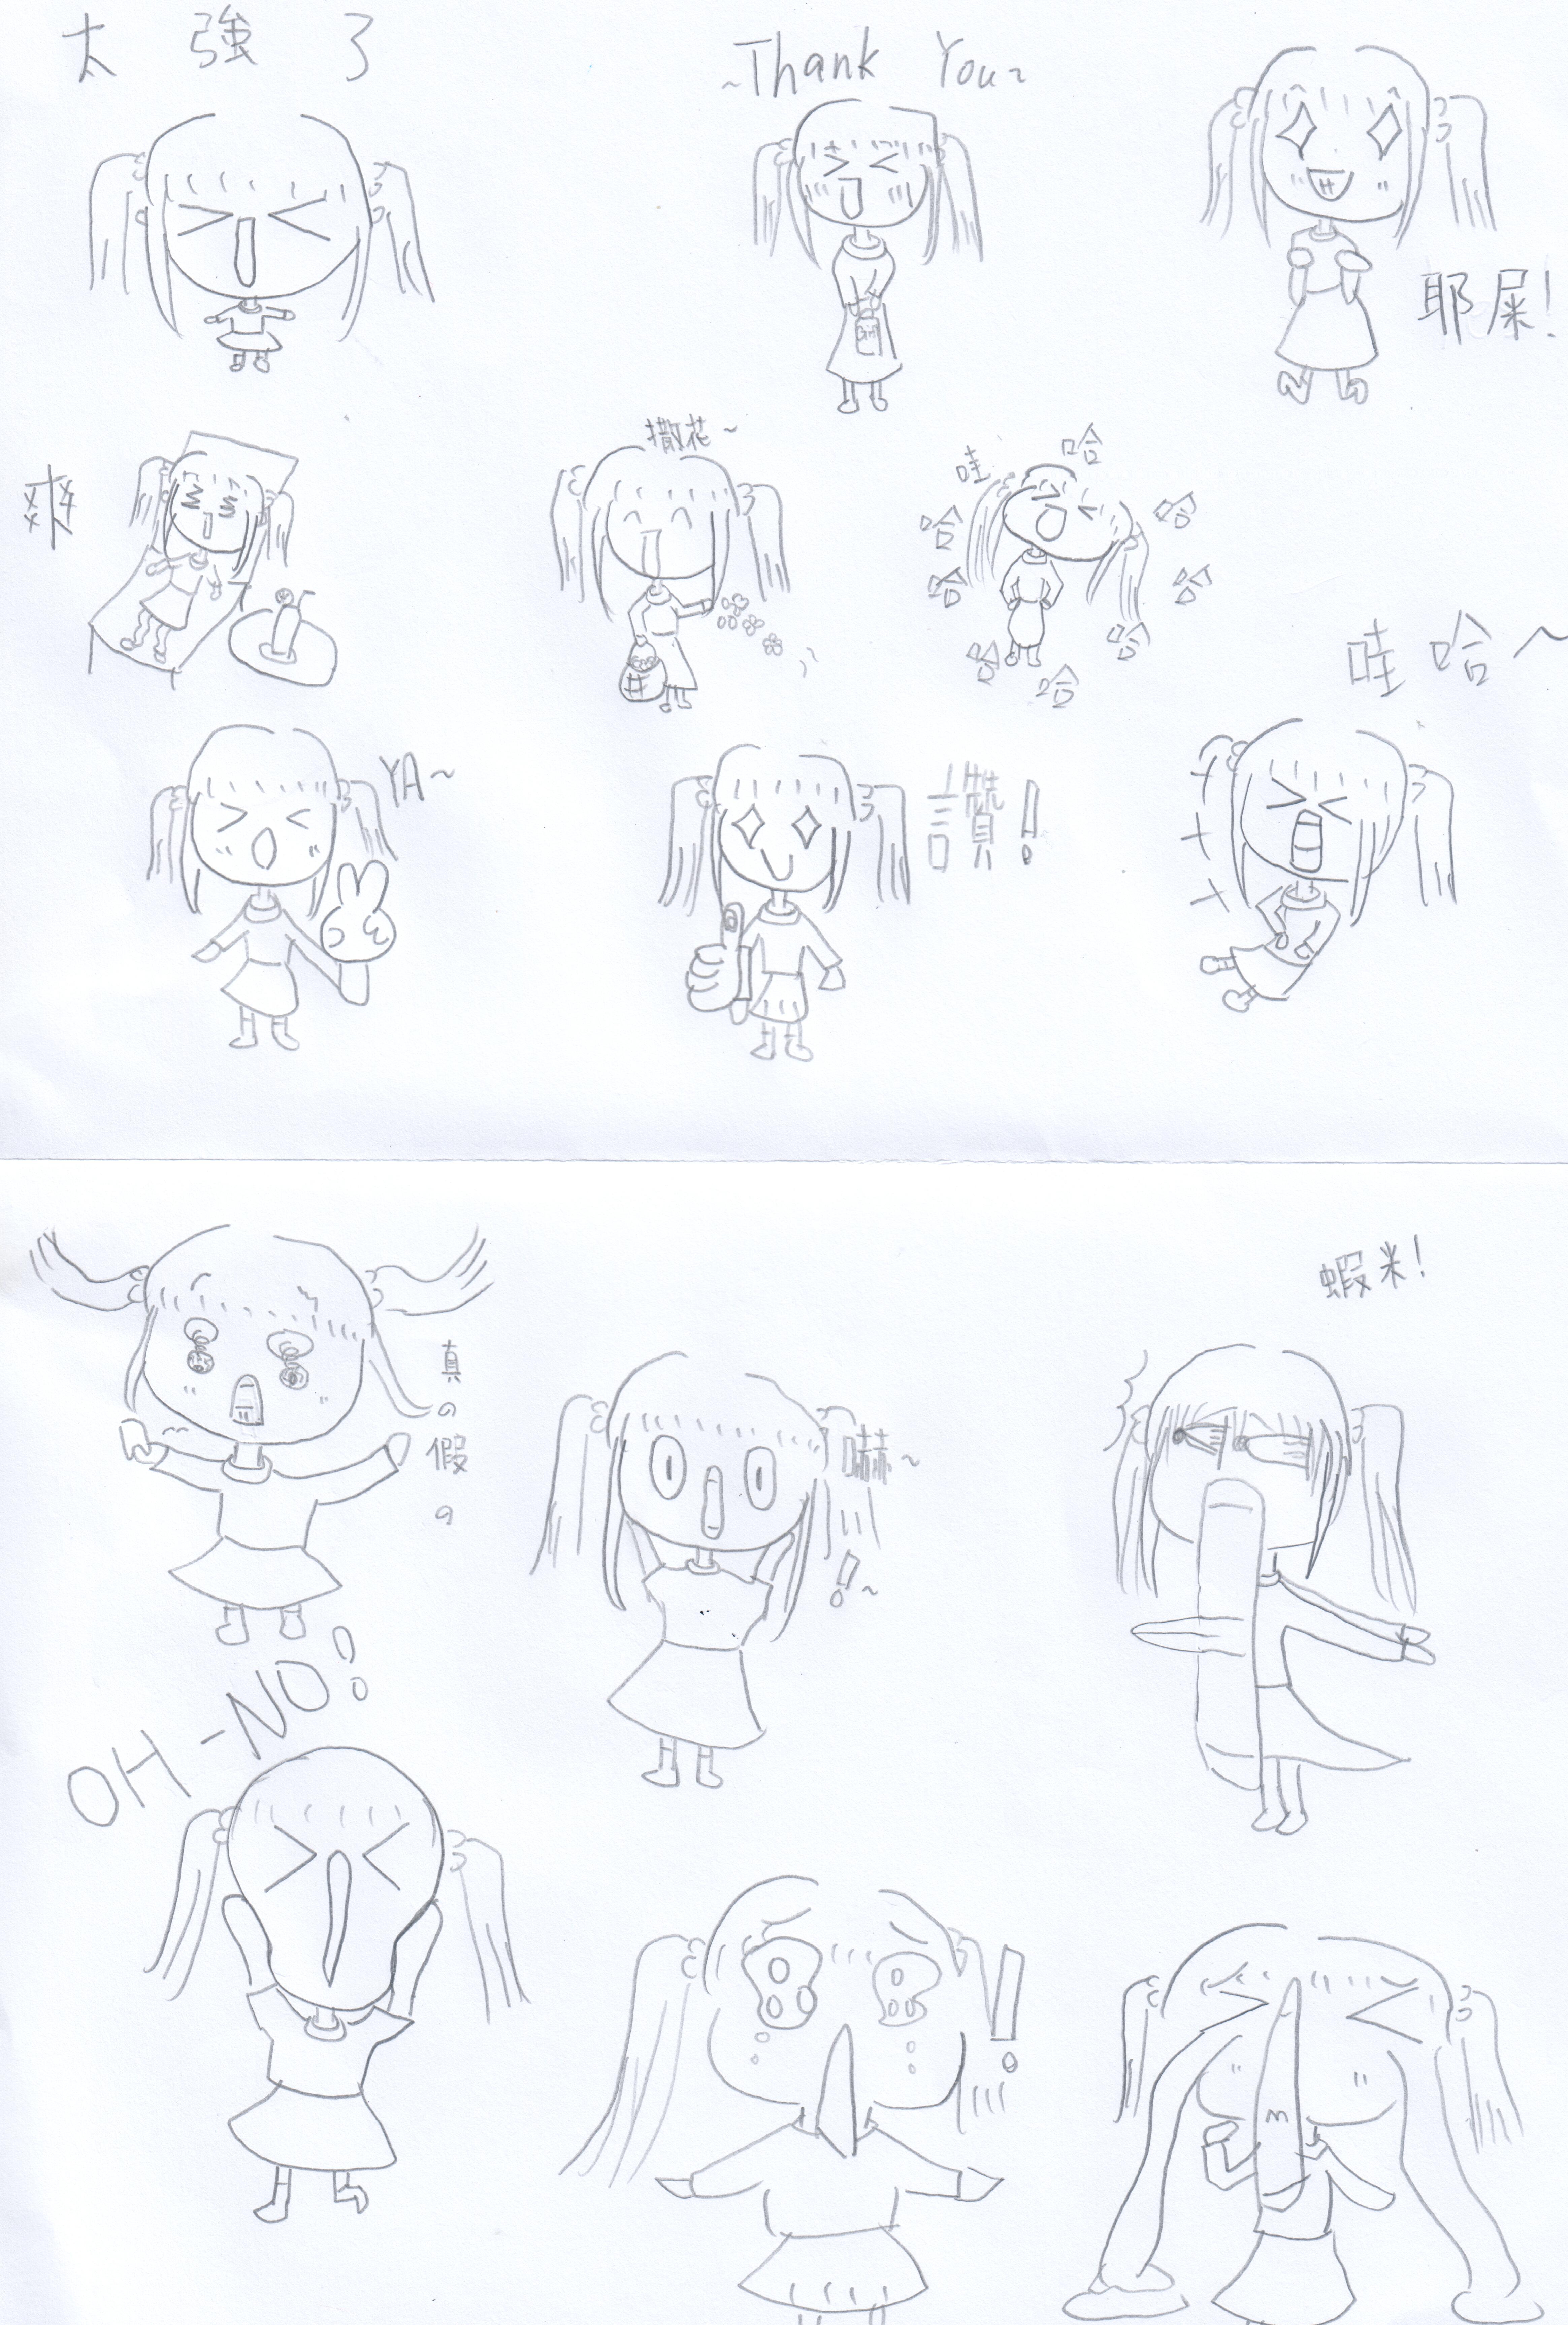 太強了
~Thank You~
耶屎!
爽
撒花~
哇哈哈哈哈哈哈哈哈
哇哈~
YA~
讚!
真の假の
嚇~!~
蝦米!
OH-NO!
!